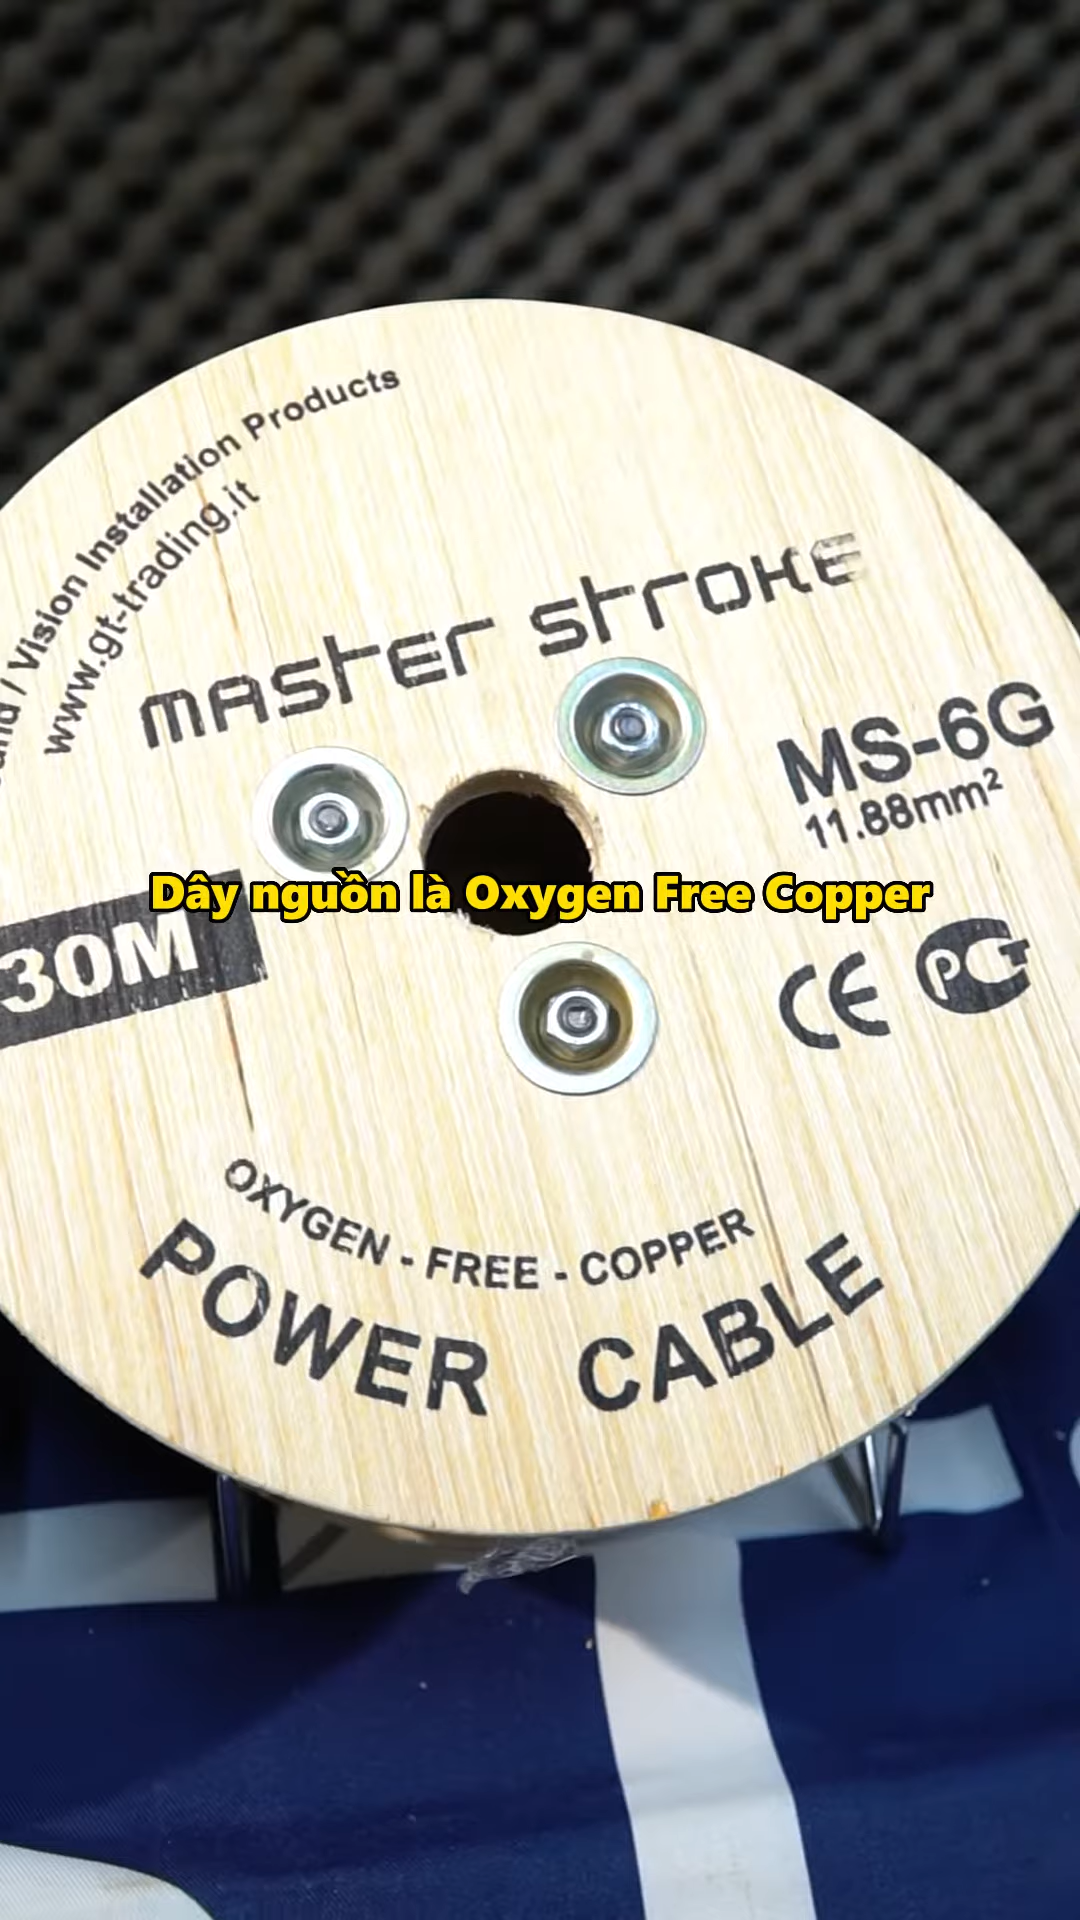 / Vision Installation Products
www.gt-trading.it
master stroke
MS-6G
11.88mm²
Dây nguồn là Oxygen Free Copper
30M
CE PCT
OXYGEN - FREE - COPPER
POWER CABLE